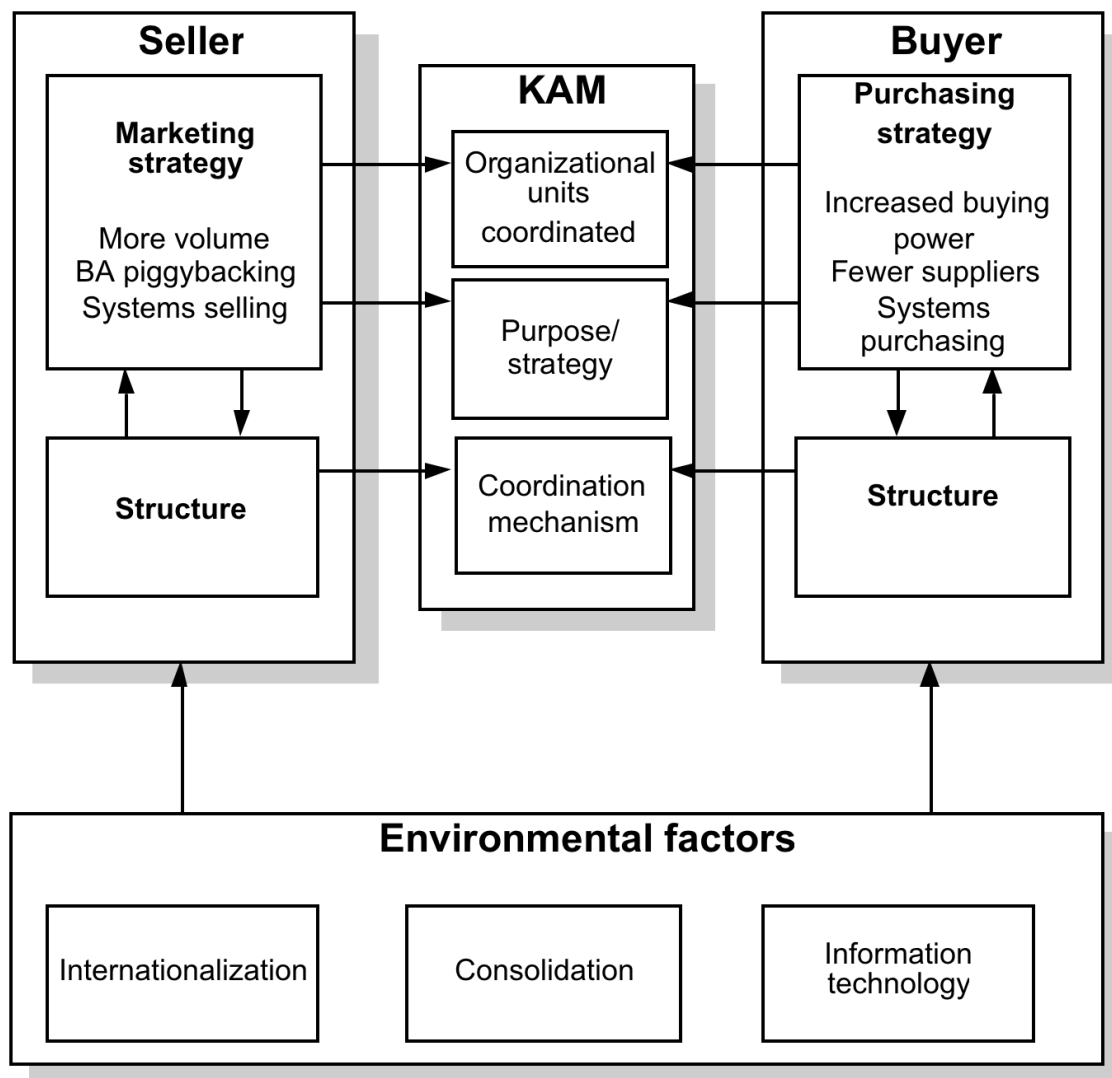 Seller
Marketing
strategy
More volume
BA piggybacking
Systems selling
Structure
KAM
Organizational
units
coordinated
Purpose/
strategy
Coordination
mechanism
Buyer
Purchasing
strategy
Increased buying
power
Fewer suppliers
Systems
purchasing
Structure
Environmental factors
Internationalization
Consolidation
Information
technology